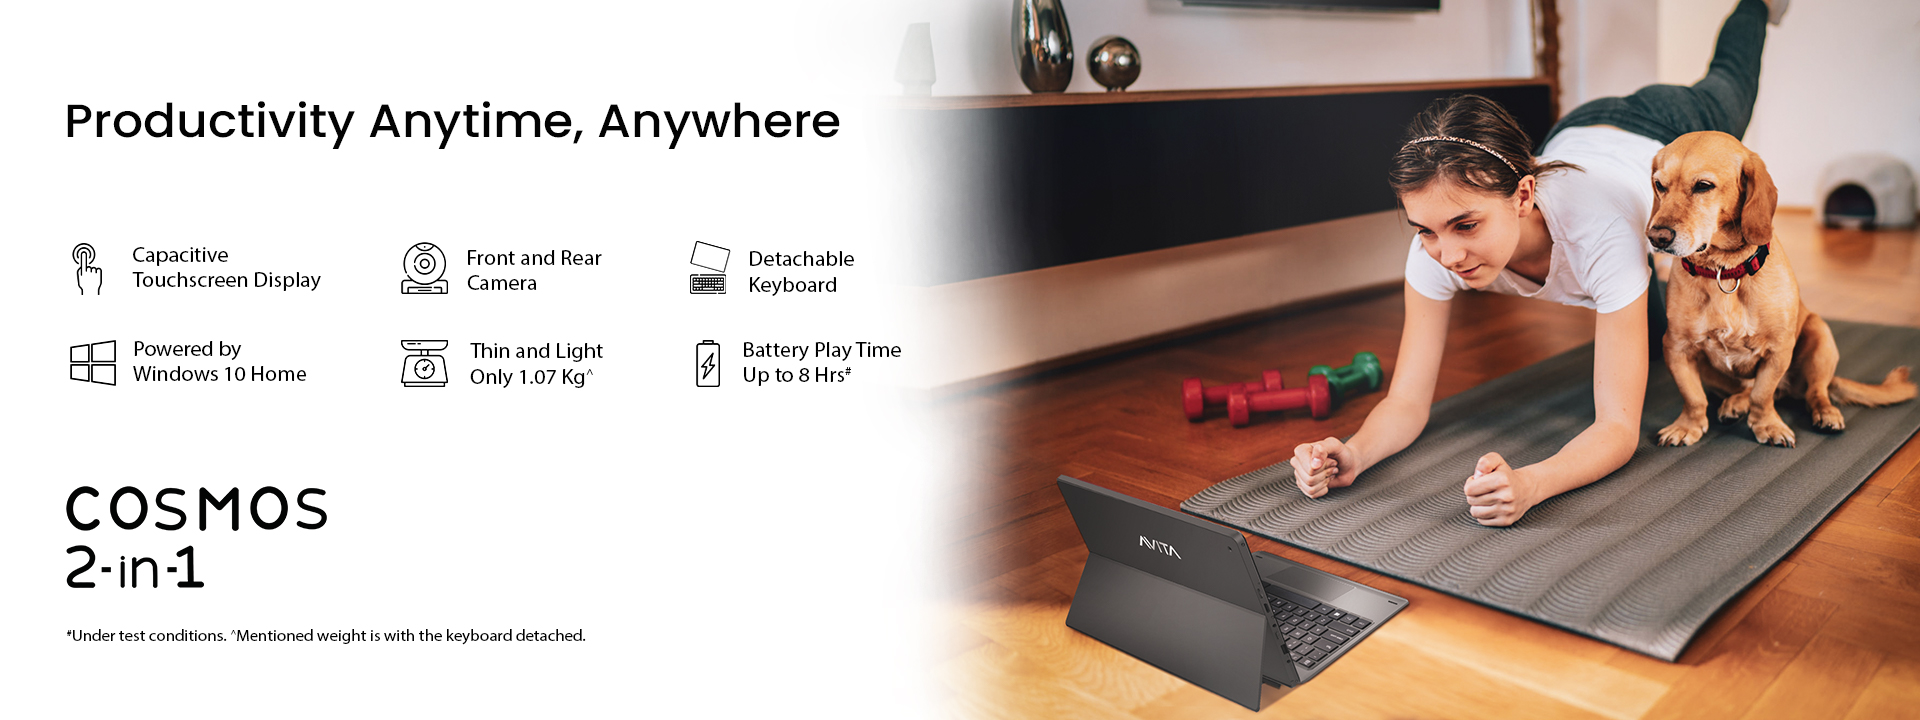 Productivity Anytime, Anywhere
Capacitive
Touchscreen Display
Front and Rear
Camera
Detachable
Keyboard
Powered by
Windows 10 Home
Thin and Light
Only 1.07 Kg^
Battery Play Time
Up to 8 Hrs#
COSMOS
2-in-1
#Under test conditions. ^Mentioned weight is with the keyboard detached.
AVITA